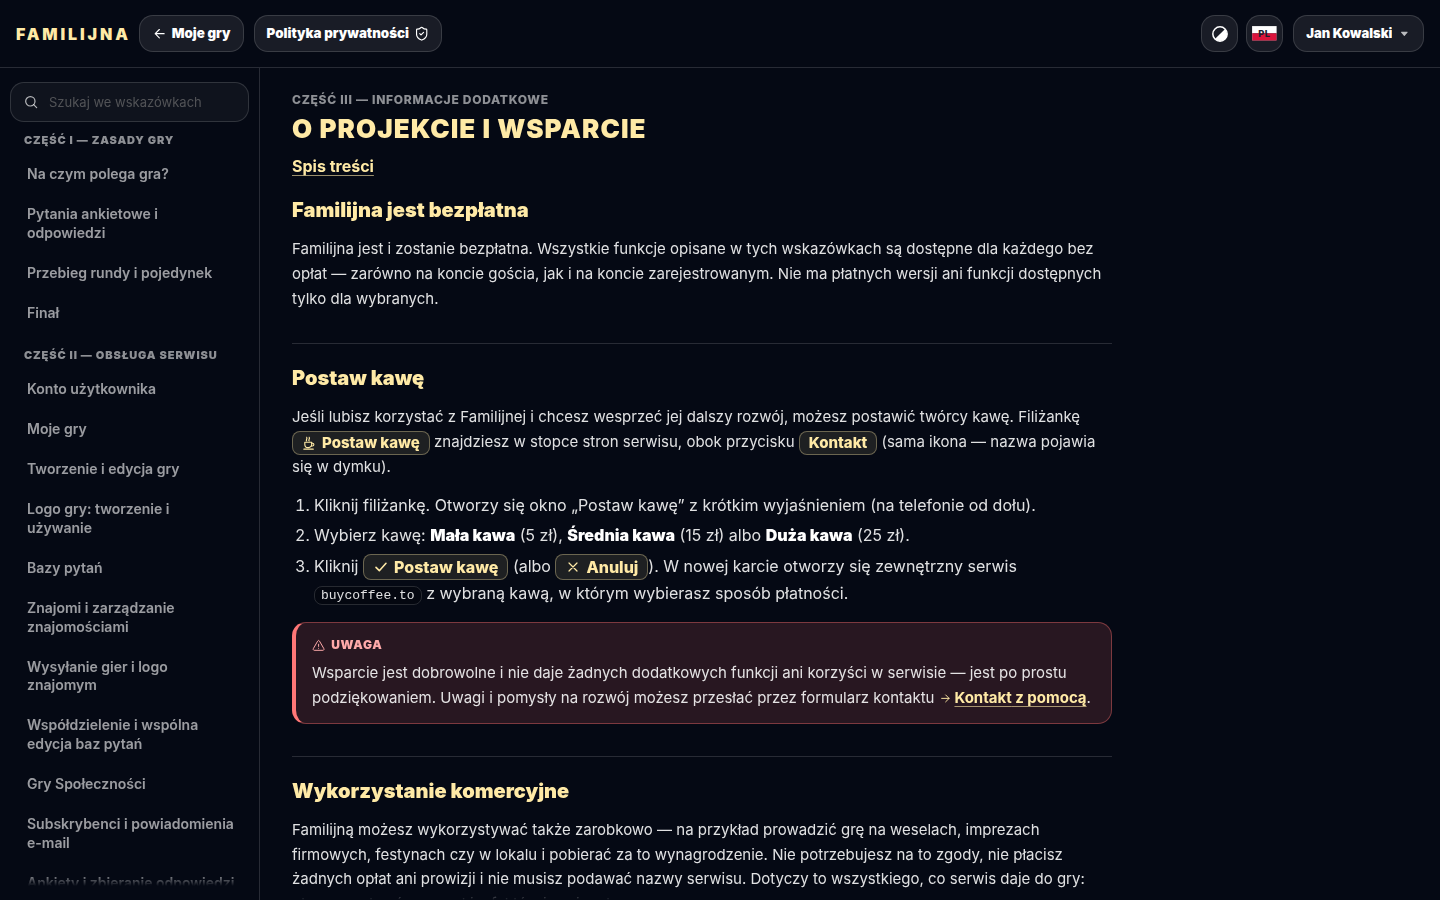 FAMILIJNA
Moje gry
Polityka prywatności
PL
Jan Kowalski
Szukaj we wskazówkach
CZĘŚĆ I — ZASADY GRY
Na czym polega gra?
Pytania ankietowe i
odpowiedzi
Przebieg rundy i pojedynek
Finał
CZĘŚĆ II — OBSŁUGA SERWISU
Konto użytkownika
Moje gry
Tworzenie i edycja gry
Logo gry: tworzenie i
używanie
Bazy pytań
Znajomi i zarządzanie
znajomościami
Wysyłanie gier i logo
znajomym
Współdzielenie i wspólna
edycja baz pytań
Gry Społeczności
Subskrybenci i powiadomienia
e-mail
Ankiety i zbieranie odpowiedzi
CZĘŚĆ III — INFORMACJE DODATKOWE
O PROJEKCIE I WSPARCIE
Spis treści
Familijna jest bezpłatna
Familijna jest i zostanie bezpłatna. Wszystkie funkcje opisane w tych wskazówkach są dostępne dla każdego bez
opłat — zarówno na koncie gościa, jak i na koncie zarejestrowanym. Nie ma płatnych wersji ani funkcji dostępnych
tylko dla wybranych.
Postaw kawę
Jeśli lubisz korzystać z Familijnej i chcesz wesprzeć jej dalszy rozwój, możesz postawić twórcy kawę. Filiżankę
Postaw kawę znajdziesz w stopce stron serwisu, obok przycisku Kontakt (sama ikona — nazwa pojawia
się w dymku).
1. Kliknij filiżankę. Otworzy się okno „Postaw kawę” z krótkim wyjaśnieniem (na telefonie od dołu).
2. Wybierz kawę: Mała kawa (5 zł), Średnia kawa (15 zł) albo Duża kawa (25 zł).
3. Kliknij Postaw kawę (albo Anuluj). W nowej karcie otworzy się zewnętrzny serwis
buycoffee.to z wybraną kawą, w którym wybierasz sposób płatności.
UWAGA
Wsparcie jest dobrowolne i nie daje żadnych dodatkowych funkcji ani korzyści w serwisie — jest po prostu
podziękowaniem. Uwagi i pomysły na rozwój możesz przesłać przez formularz kontaktu → Kontakt z pomocą.
Wykorzystanie komercyjne
Familijną możesz wykorzystywać także zarobkowo — na przykład prowadzić grę na weselach, imprezach
firmowych, festynach czy w lokalu i pobierać za to wynagrodzenie. Nie potrzebujesz na to zgody, nie płacisz
żadnych opłat ani prowizji i nie musisz podawać nazwy serwisu. Dotyczy to wszystkiego, co serwis daje do gry: